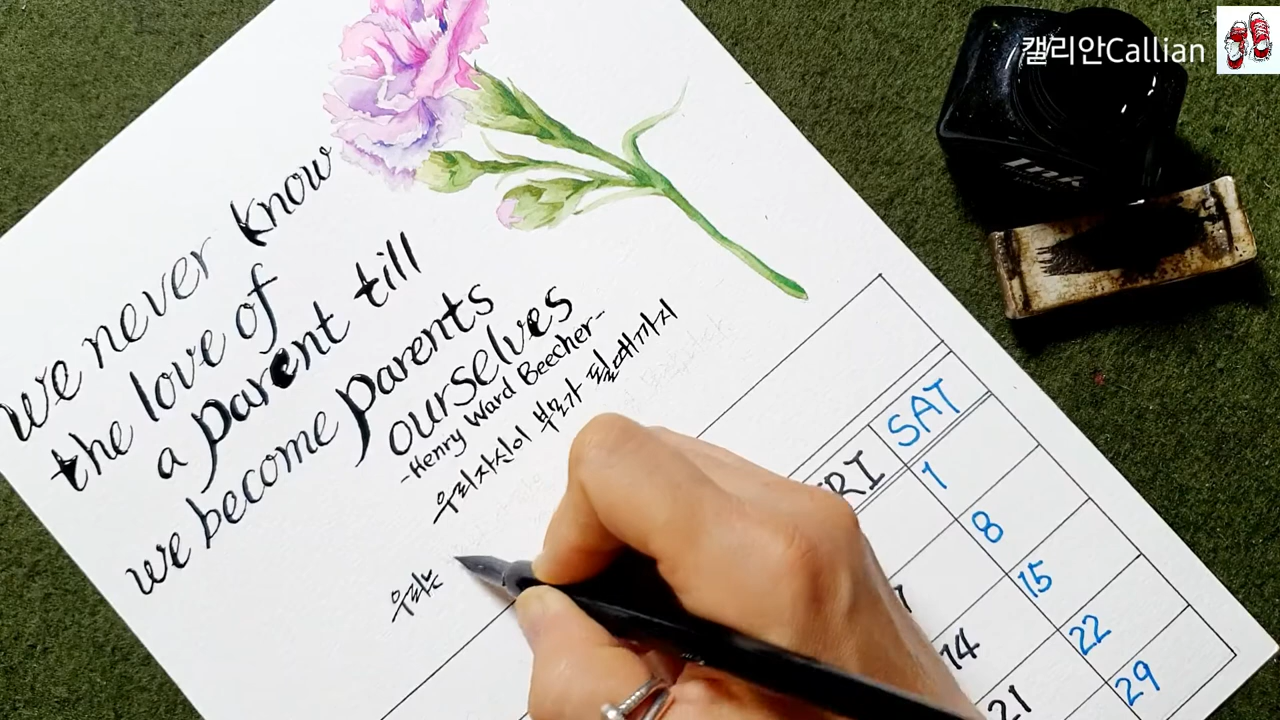 캘리안Callian
Ink
we never know
the love of
a parent till
we become parents
ourselves
-Henry Ward Beecher-
우리자신이 부모가 될때까지
우리는
FRI SAT
1
8
15
14 22
21 29